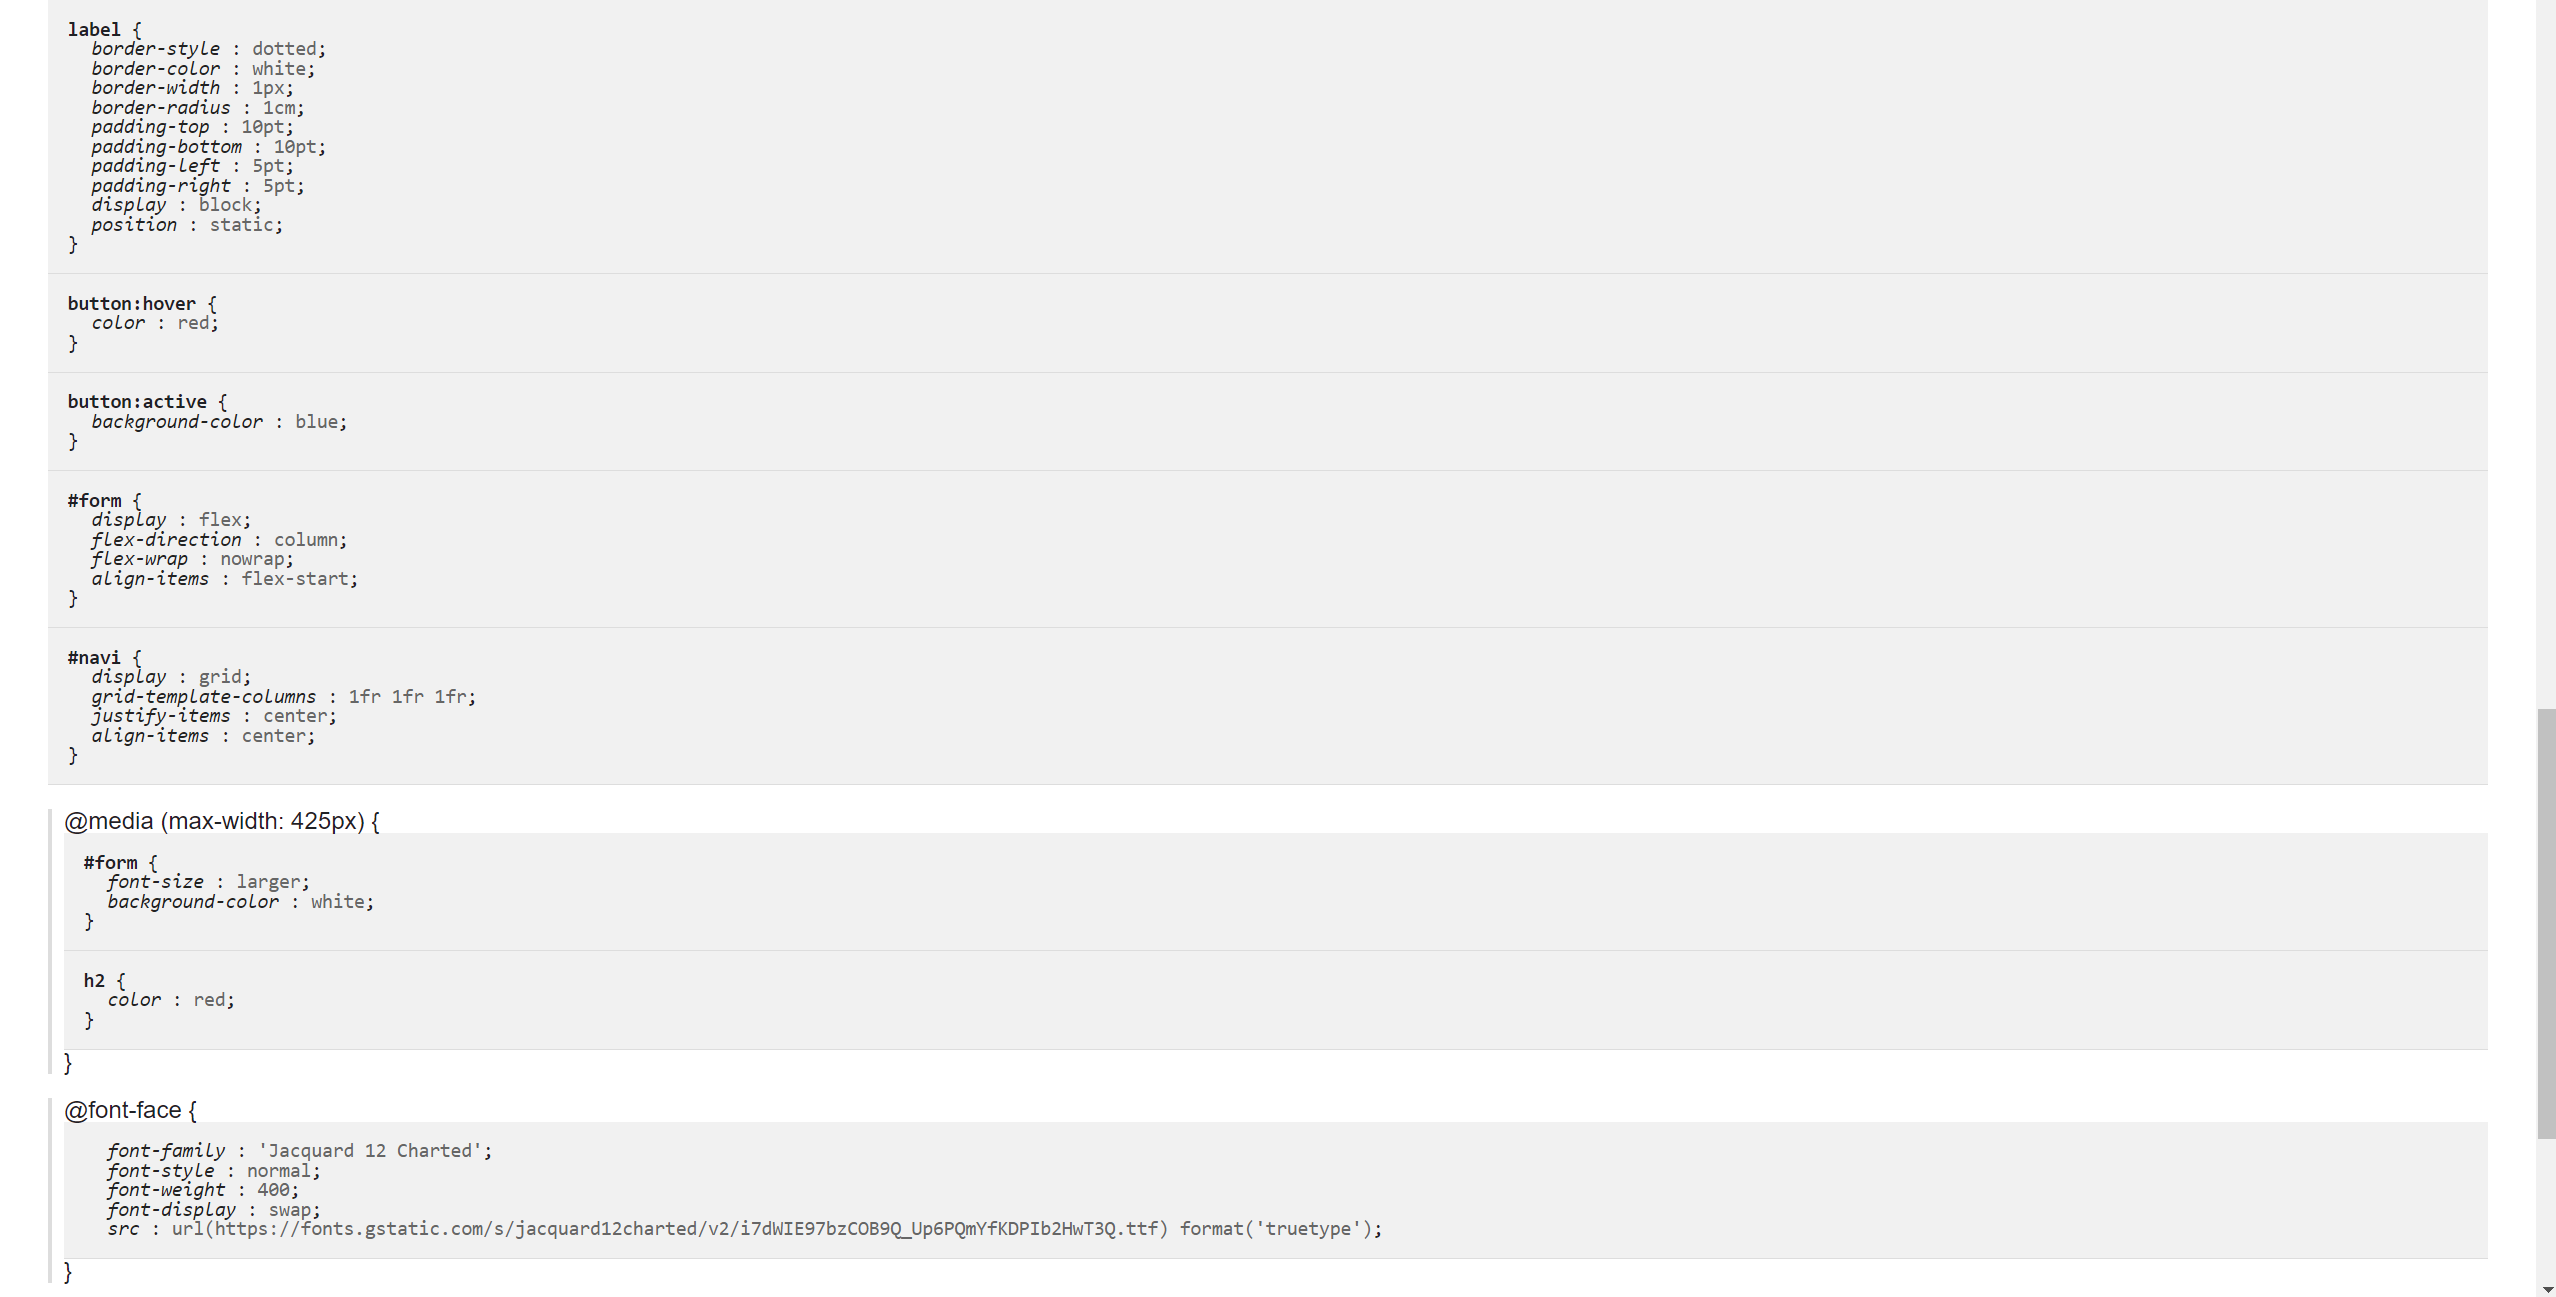 label {
border-style : dotted;
border-color : white;
border-width : 1px;
border-radius : 1cm;
padding-top : 10pt;
padding-bottom : 10pt;
padding-left : 5pt;
padding-right : 5pt;
display : block;
position : static;
}
button:hover {
color : red;
}
button:active {
background-color : blue;
}
#form {
display : flex;
flex-direction : column;
flex-wrap : nowrap;
align-items : flex-start;
}
#navi {
display : grid;
grid-template-columns : 1fr 1fr 1fr;
justify-items : center;
align-items : center;
}
@media (max-width: 425px) {
#form {
font-size : larger;
background-color : white;
}
h2 {
color : red;
}
}
@font-face {
font-family : 'Jacquard 12 Charted';
font-style : normal;
font-weight : 400;
font-display : swap;
src : url(https://fonts.gstatic.com/s/jacquard12charted/v2/i7dWIE97bzCOB9Q_Up6PQmYfKDPIb2HwT3Q.ttf) format('truetype');
}